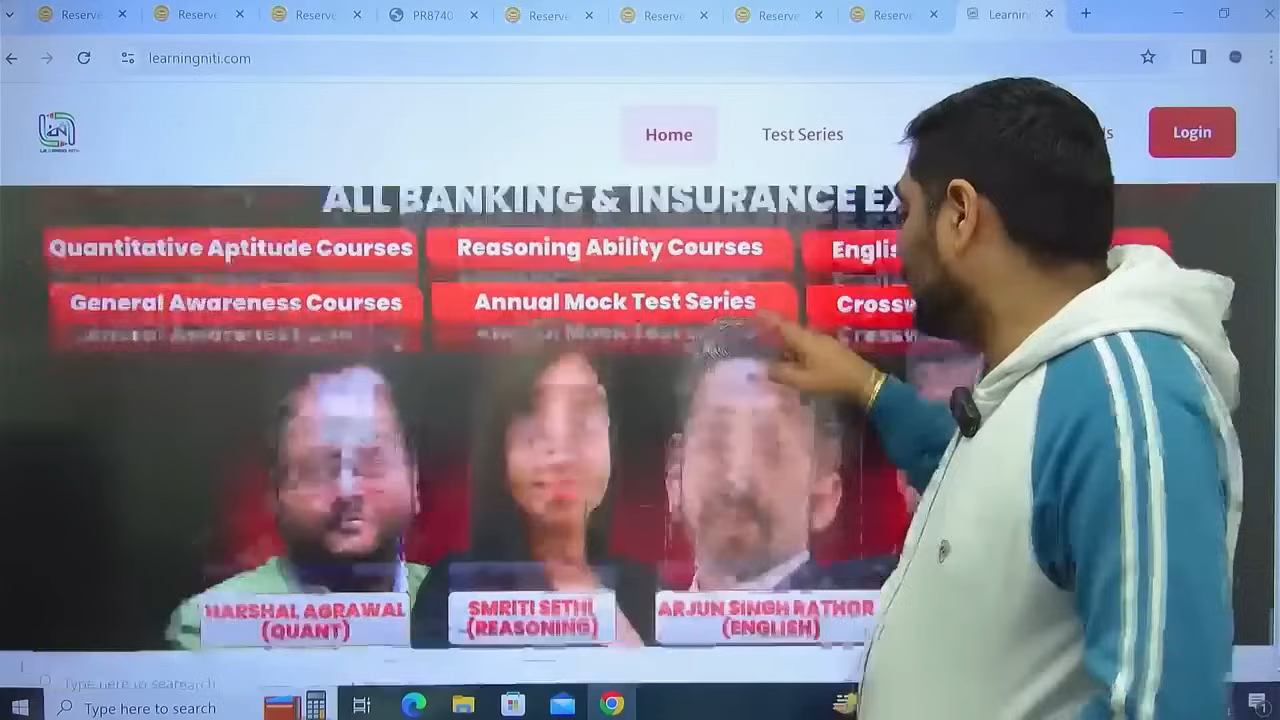 Reserve
Reserve
Reserve
PR8740
Reserve
Reserve
Reserve
Reserve
Learnin
learningniti.com
Home
Test Series
Login
ALL BANKING & INSURANCE EX
Quantitative Aptitude Courses
Reasoning Ability Courses
Englis
General Awareness Courses
Annual Mock Test Series
Crossw
HARSHAL AGRAWAL
(QUANT)
SMRITI SETHI
(REASONING)
ARJUN SINGH RATHOR
(ENGLISH)
Type here to search